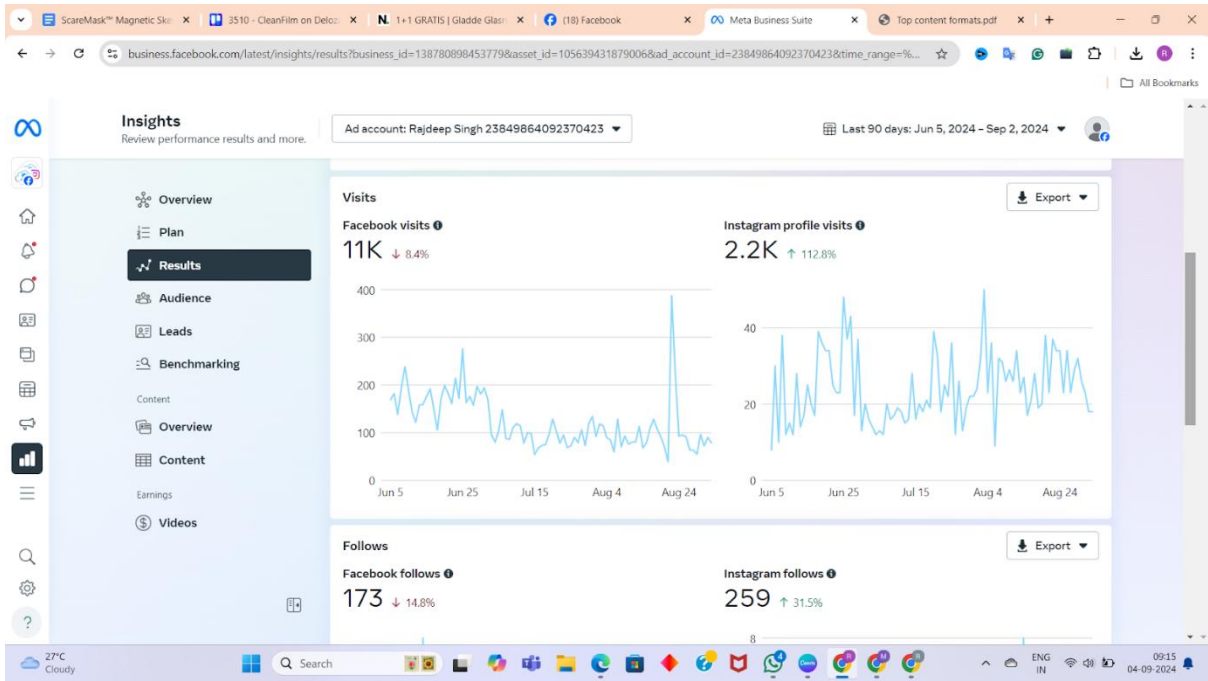 ScareMask™ Magnetic Ske
3510 - CleanFilm on Deloz
1+1 GRATIS | Gladde Glasn
(18) Facebook
Meta Business Suite
Top content formats.pdf
business.facebook.com/latest/insights/results?business_id=138780898453779&asset_id=105639431879006&ad_account_id=23849864092370423&time_range=%...
All Bookmarks
Insights
Review performance results and more.
Ad account: Rajdeep Singh 23849864092370423
Last 90 days: Jun 5, 2024 – Sep 2, 2024
Overview
Plan
Results
Audience
Leads
Benchmarking
Content
Overview
Content
Earnings
Videos
Visits
Export
Facebook visits
11K ↓ 8.4%
400
300
200
100
0
Jun 5 Jun 25 Jul 15 Aug 4 Aug 24
Instagram profile visits
2.2K ↑ 112.8%
40
20
0
Jun 5 Jun 25 Jul 15 Aug 4 Aug 24
Follows
Export
Facebook follows
173 ↓ 14.8%
Instagram follows
259 ↑ 31.5%
8
27°C
Cloudy
Search
ENG
IN
09:15
04-09-2024